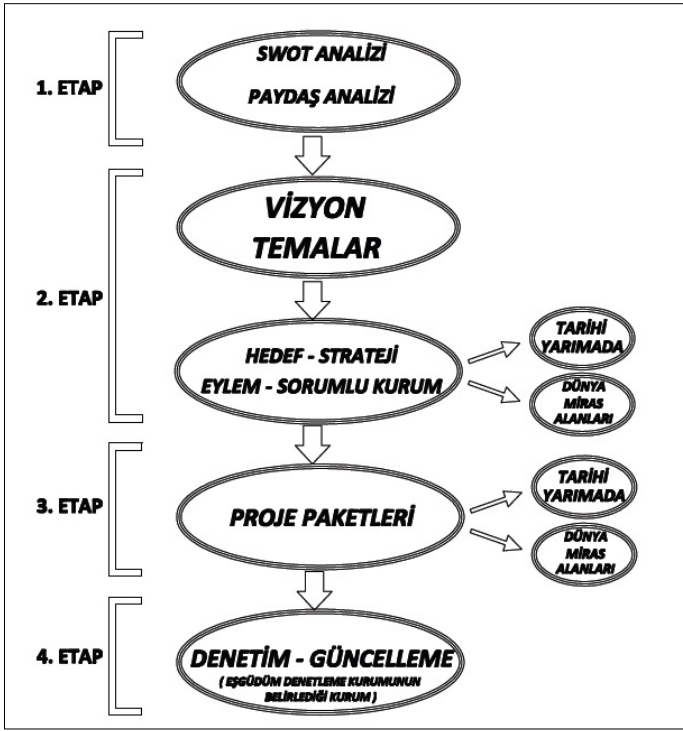 1. ETAP
SWOT ANALİZİ
PAYDAŞ ANALİZİ
2. ETAP
VİZYON
TEMALAR
HEDEF - STRATEJİ
EYLEM - SORUMLU KURUM
TARİHİ
YARIMADA
DÜNYA
MİRAS
ALANLARI
3. ETAP
PROJE PAKETLERİ
TARİHİ
YARIMADA
DÜNYA
MİRAS
ALANLARI
4. ETAP
DENETİM - GÜNCELLEME
( EŞGÜDÜM DENETLEME KURUMUNUN
BELİRLEDİĞİ KURUM )